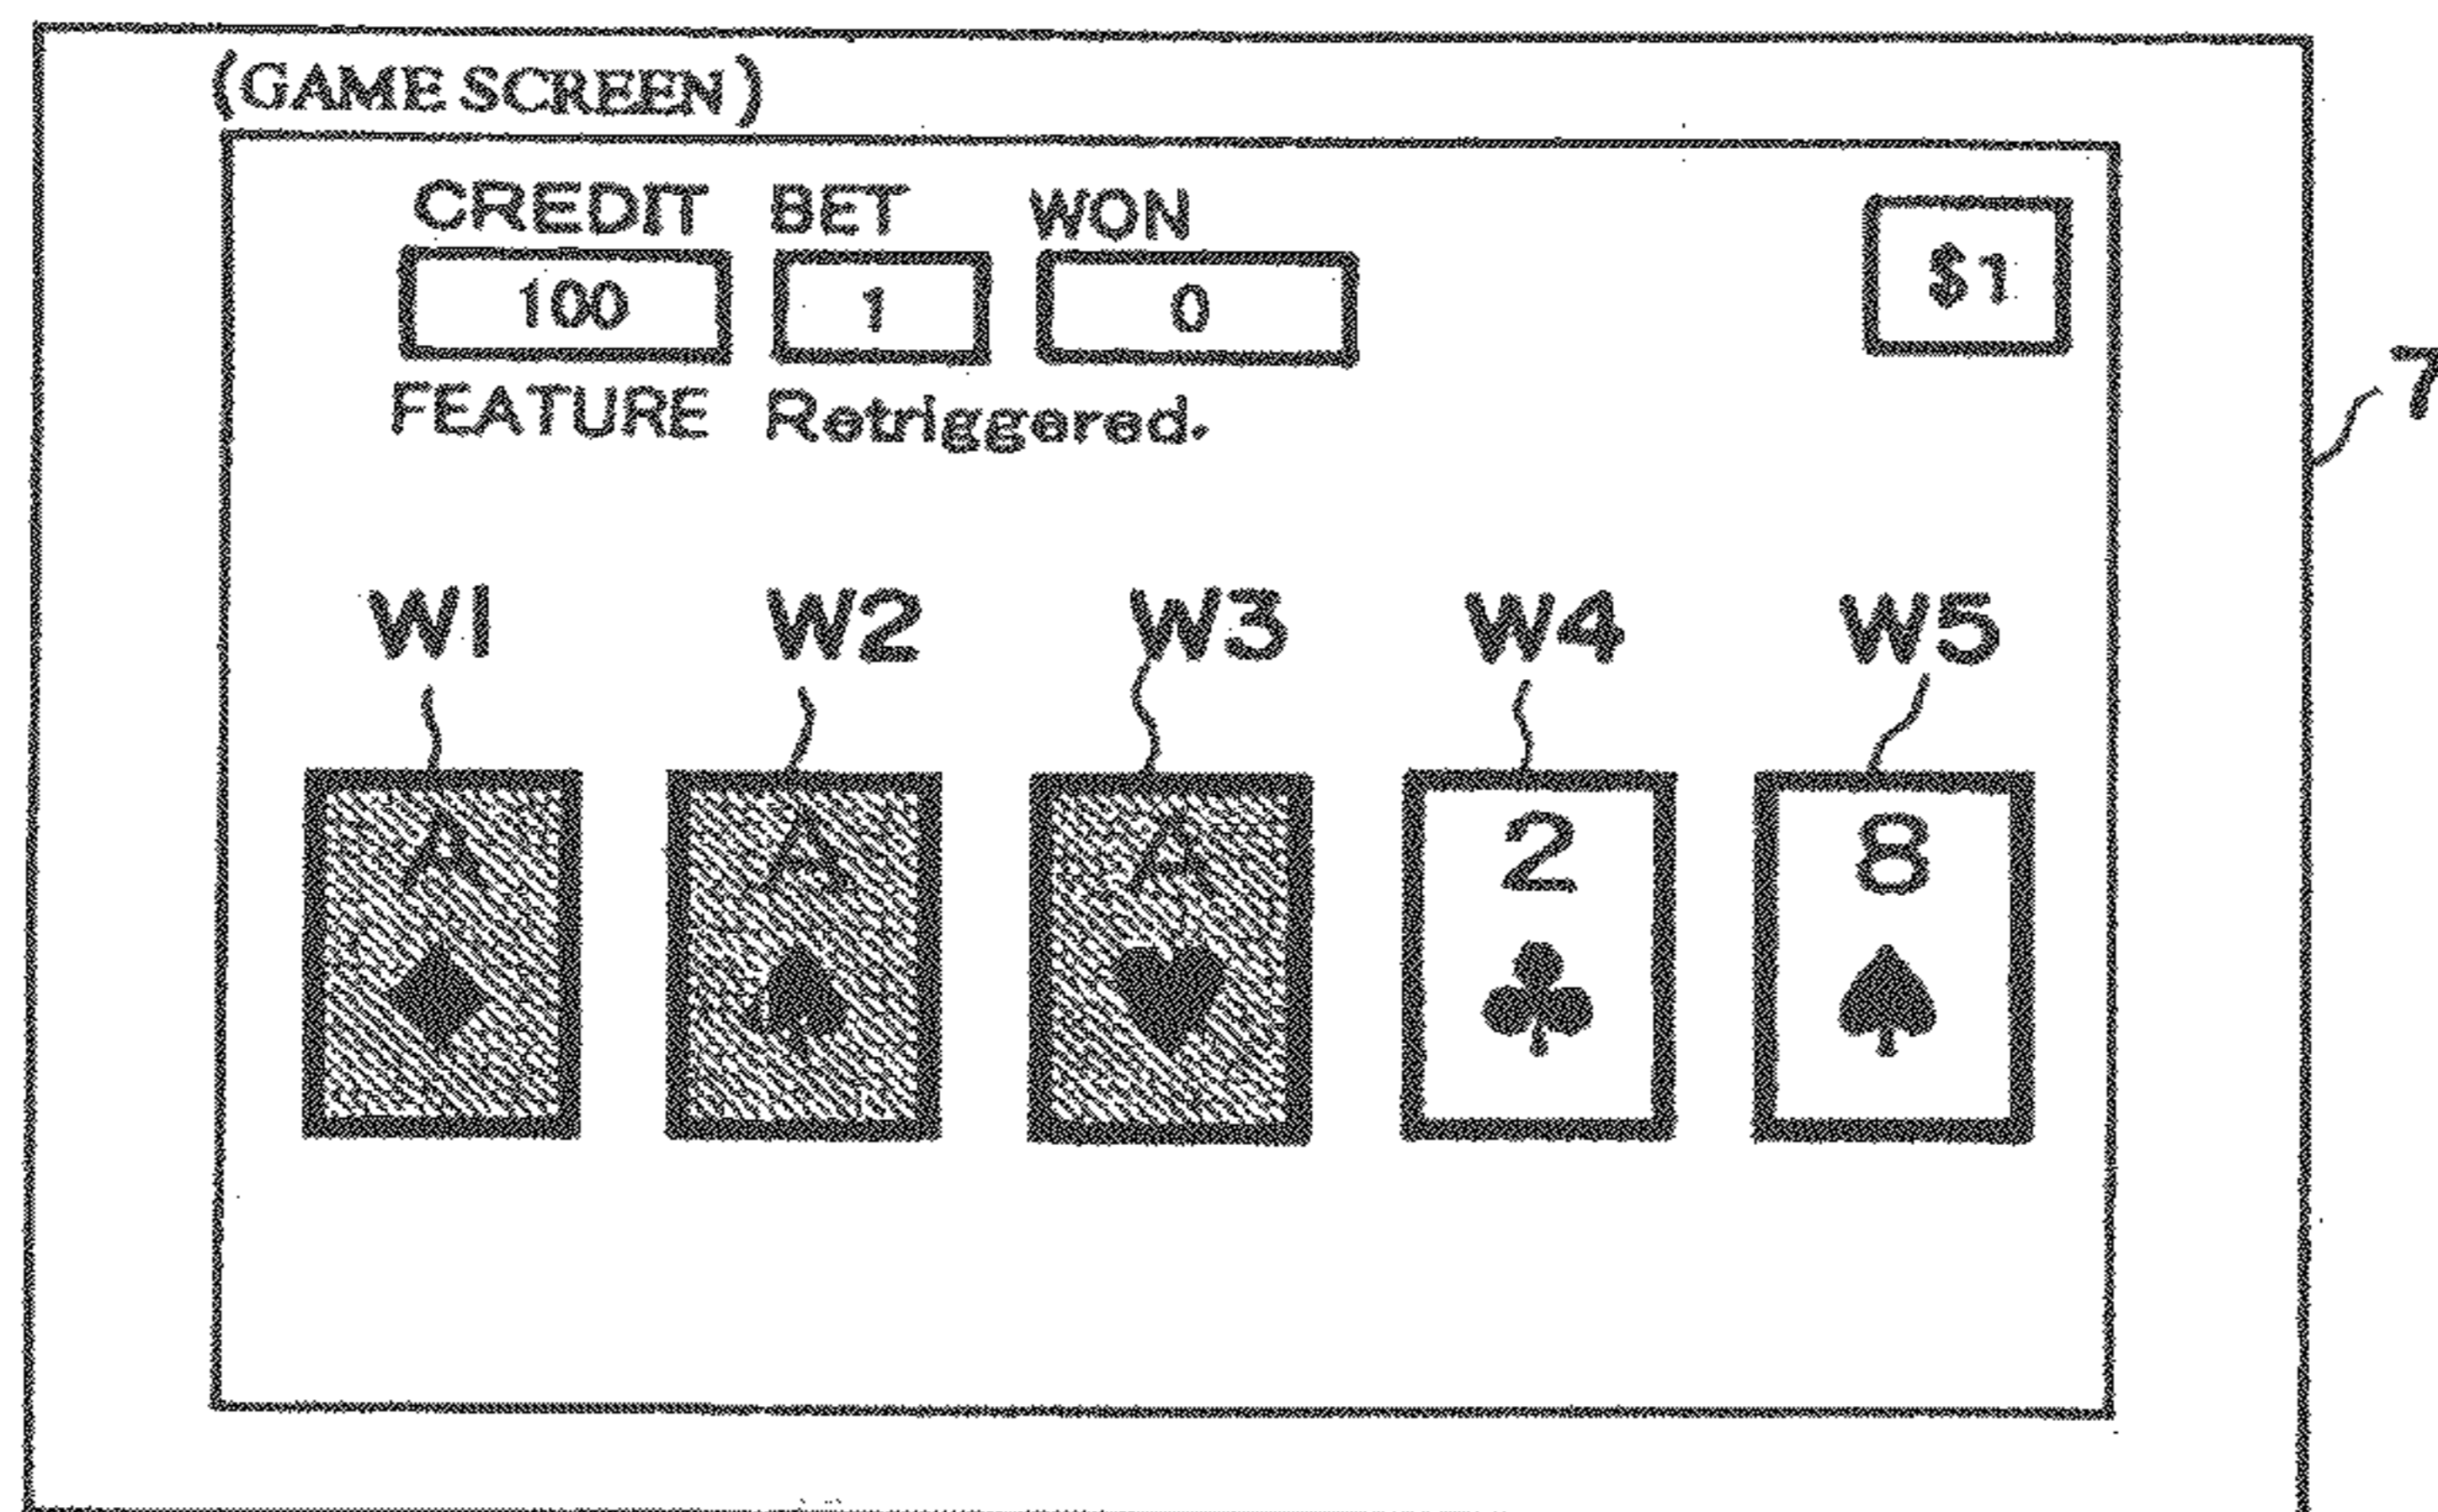 (GAME SCREEN)
CREDIT BET WON
100 1 0 $1
FEATURE Retriggered.
7
W1 W2 W3 W4 W5
A A A 2 8